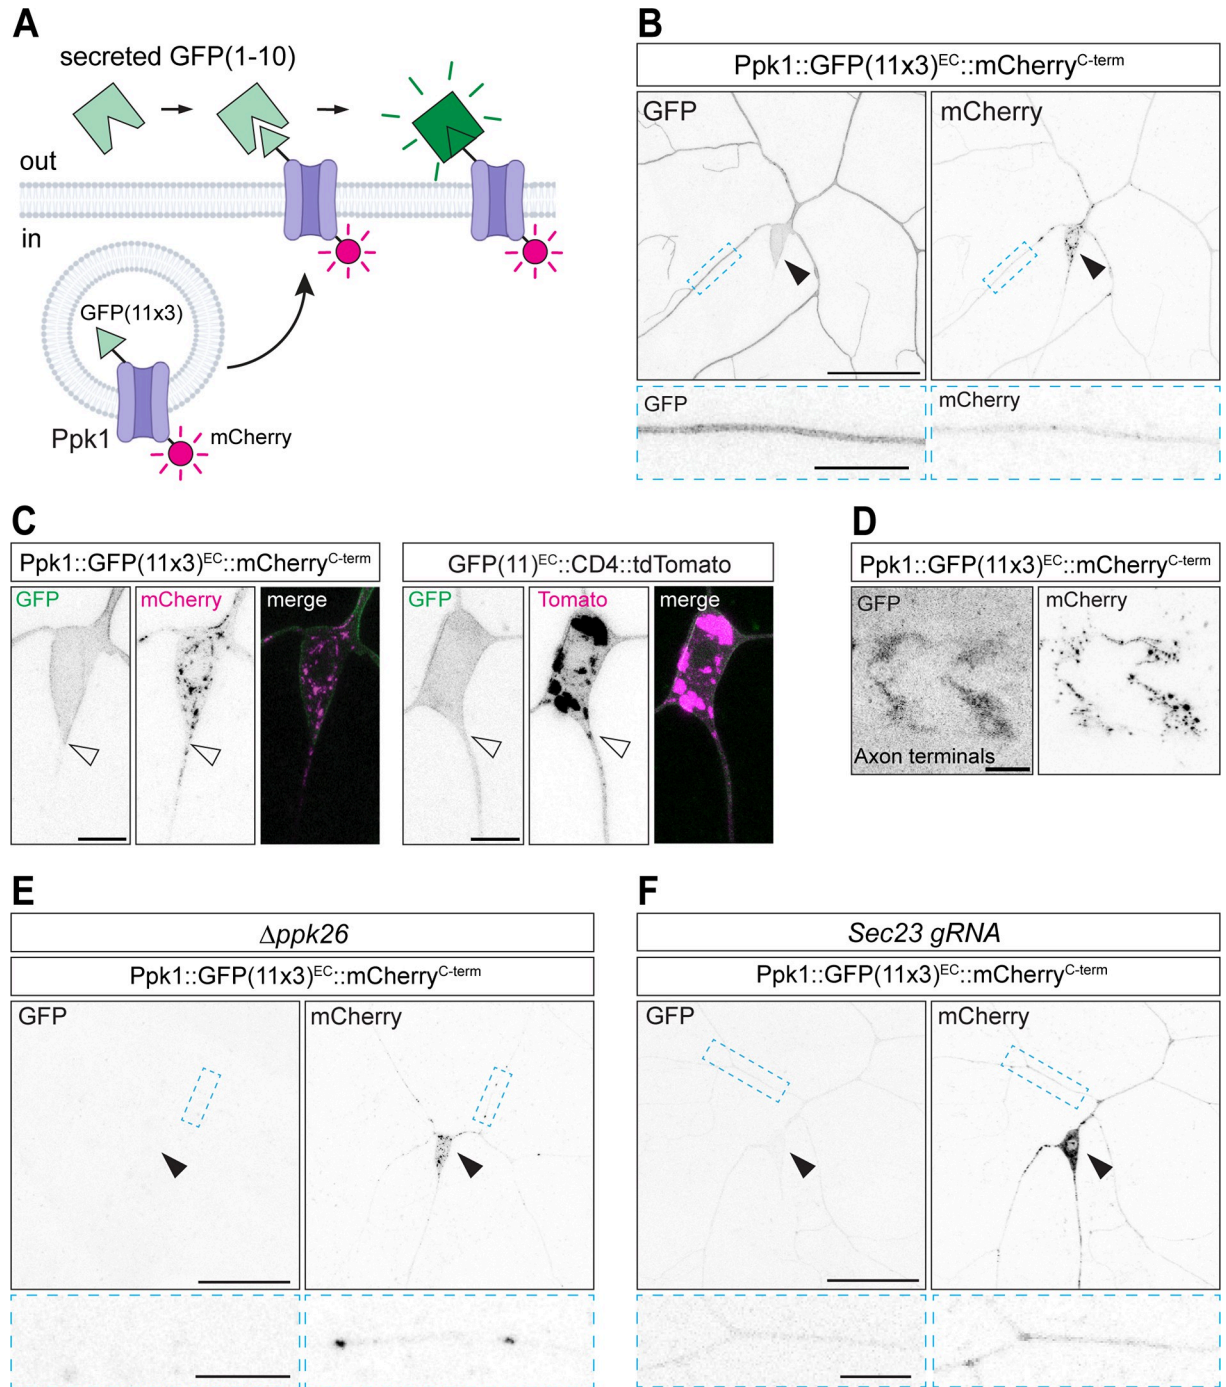 A
secreted GFP(1-10)
out
in
GFP(11x3)
Ppk1
mCherry
B
Ppk1::GFP(11x3)EC::mCherryC-term
GFP
mCherry
GFP
mCherry
C
Ppk1::GFP(11x3)EC::mCherryC-term
GFP
mCherry
merge
GFP(11)EC::CD4::tdTomato
GFP
Tomato
merge
D
Ppk1::GFP(11x3)EC::mCherryC-term
GFP
mCherry
Axon terminals
E
Δppk26
Ppk1::GFP(11x3)EC::mCherryC-term
GFP
mCherry
F
Sec23 gRNA
Ppk1::GFP(11x3)EC::mCherryC-term
GFP
mCherry